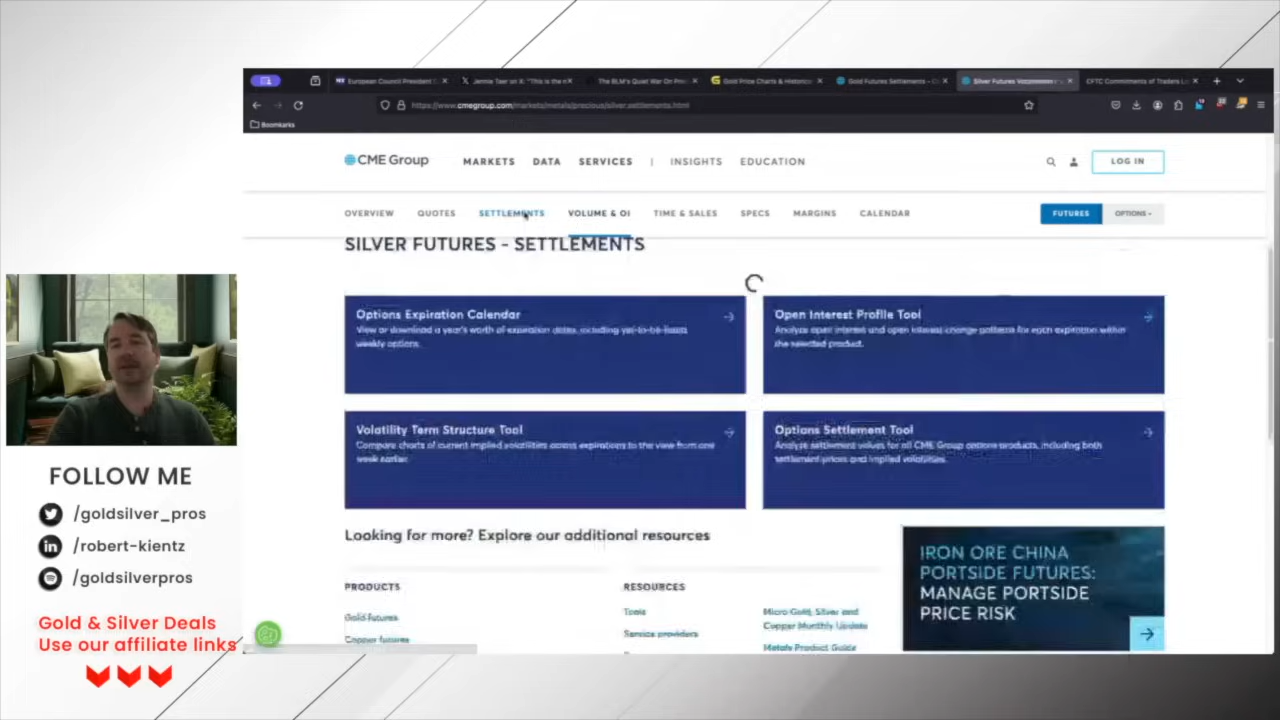 European Council President
Jennie Taer on X: "This is the n
The BLM's Quiet War On Pri
Gold Price Charts & Historica
Gold Futures Settlements - C
Silver Futures
CFTC Commitments of Traders L
https://www.cmegroup.com/markets/metals/precious/silver.settlements.html
Boomkarks
CME Group
MARKETS
DATA
SERVICES
|
INSIGHTS
EDUCATION
LOG IN
OVERVIEW
QUOTES
SETTLEMENTS
VOLUME & OI
TIME & SALES
SPECS
MARGINS
CALENDAR
FUTURES
OPTIONS
SILVER FUTURES - SETTLEMENTS
Options Expiration Calendar
View or download a year's worth of expiration dates, including yet-to-be-listed
weekly options.
Open Interest Profile Tool
Analyze open interest and open interest change patterns for each expiration within
the selected product.
Volatility Term Structure Tool
Compare charts of current implied volatilities across expirations to the view from one
week earlier.
Options Settlement Tool
Analyze settlement values for all CME Group options products, including both
settlement prices and implied volatilities.
Looking for more? Explore our additional resources
PRODUCTS
Gold futures
Copper futures
RESOURCES
Tools
Service providers
Micro Gold, Silver and
Copper Monthly Update
Metals Product Guide
IRON ORE CHINA
PORTSIDE FUTURES:
MANAGE PORTSIDE
PRICE RISK
FOLLOW ME
/goldsilver_pros
/robert-kientz
/goldsilverpros
Gold & Silver Deals
Use our affiliate links